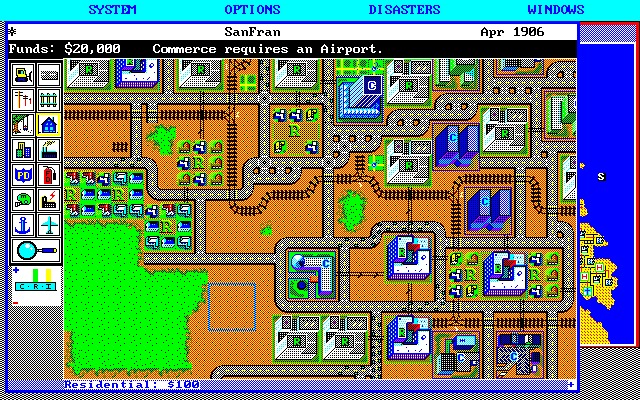 SYSTEM OPTIONS DISASTERS WINDOWS
SanFran Apr 1906
Funds: $20,000 Commerce requires an Airport.
C·R·I
Residential: $100